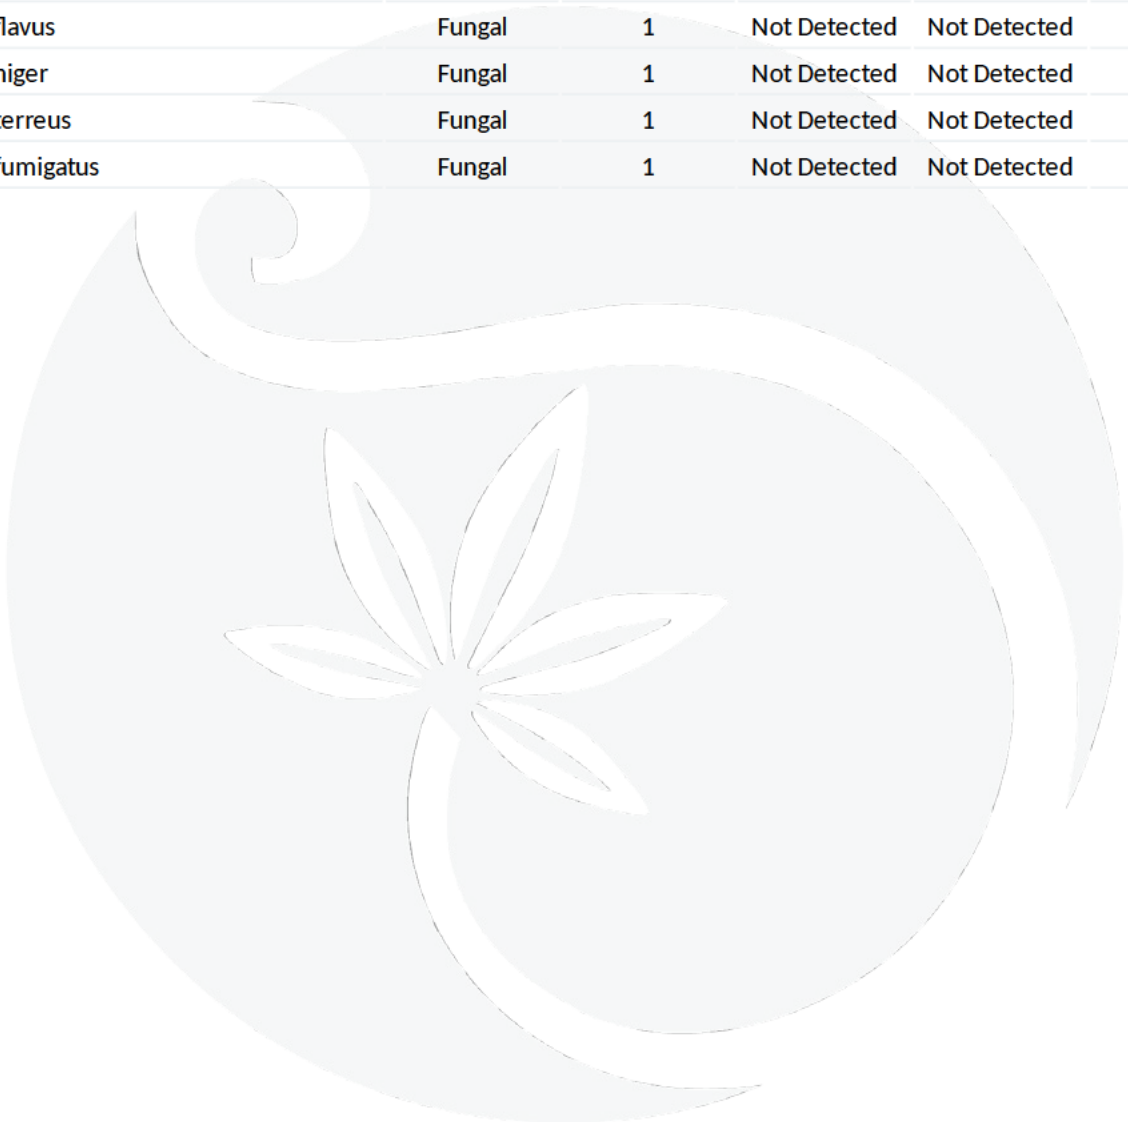 flavus Fungal 1 Not Detected Not Detected
niger Fungal 1 Not Detected Not Detected
terreus Fungal 1 Not Detected Not Detected
fumigatus Fungal 1 Not Detected Not Detected